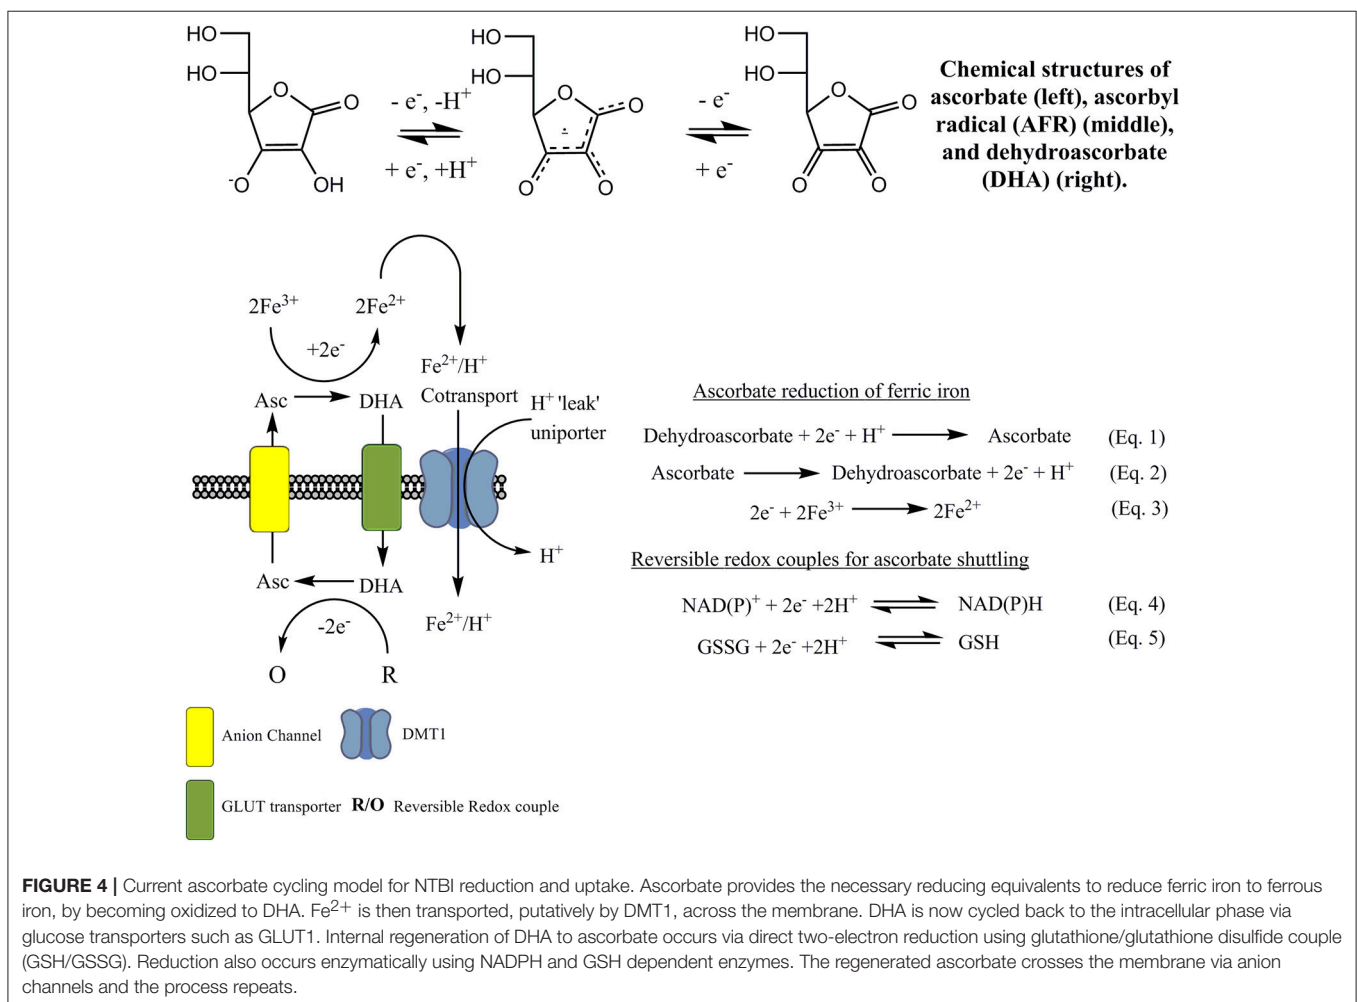 HO
HO
O
O
⁻O
OH
- e⁻, -H⁺
+ e⁻, +H⁺
HO
HO
O
O
O
O
- e⁻
+ e⁻
HO
HO
O
O
O
O
Chemical structures of
ascorbate (left), ascorbyl
radical (AFR) (middle),
and dehydroascorbate
(DHA) (right).
2Fe³⁺
2Fe²⁺
+2e⁻
Fe²⁺/H⁺
Cotransport
Asc
DHA
H⁺ 'leak'
uniporter
H⁺
Asc
DHA
Fe²⁺/H⁺
-2e⁻
O
R
Ascorbate reduction of ferric iron
Dehydroascorbate + 2e⁻ + H⁺ ⟶ Ascorbate (Eq. 1)
Ascorbate ⟶ Dehydroascorbate + 2e⁻ + H⁺ (Eq. 2)
2e⁻ + 2Fe³⁺ ⟶ 2Fe²⁺ (Eq. 3)
Reversible redox couples for ascorbate shuttling
NAD(P)⁺ + 2e⁻ +2H⁺ ⇌ NAD(P)H (Eq. 4)
GSSG + 2e⁻ +2H⁺ ⇌ GSH (Eq. 5)
Anion Channel
DMT1
GLUT transporter
R/O Reversible Redox couple
FIGURE 4 | Current ascorbate cycling model for NTBI reduction and uptake. Ascorbate provides the necessary reducing equivalents to reduce ferric iron to ferrous
iron, by becoming oxidized to DHA. Fe²⁺ is then transported, putatively by DMT1, across the membrane. DHA is now cycled back to the intracellular phase via
glucose transporters such as GLUT1. Internal regeneration of DHA to ascorbate occurs via direct two-electron reduction using glutathione/glutathione disulfide couple
(GSH/GSSG). Reduction also occurs enzymatically using NADPH and GSH dependent enzymes. The regenerated ascorbate crosses the membrane via anion
channels and the process repeats.